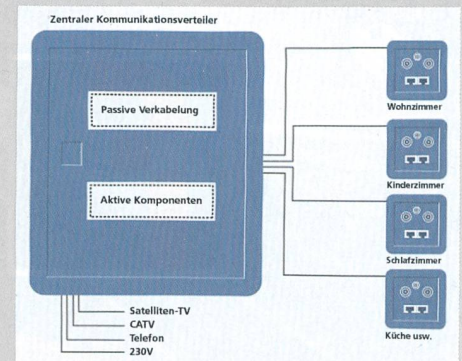 Zentraler Kommunikationsverteiler
Passive Verkabelung
Aktive Komponenten
Wohnzimmer
Kinderzimmer
Schlafzimmer
Küche usw.
Satelliten-TV
CATV
Telefon
230V